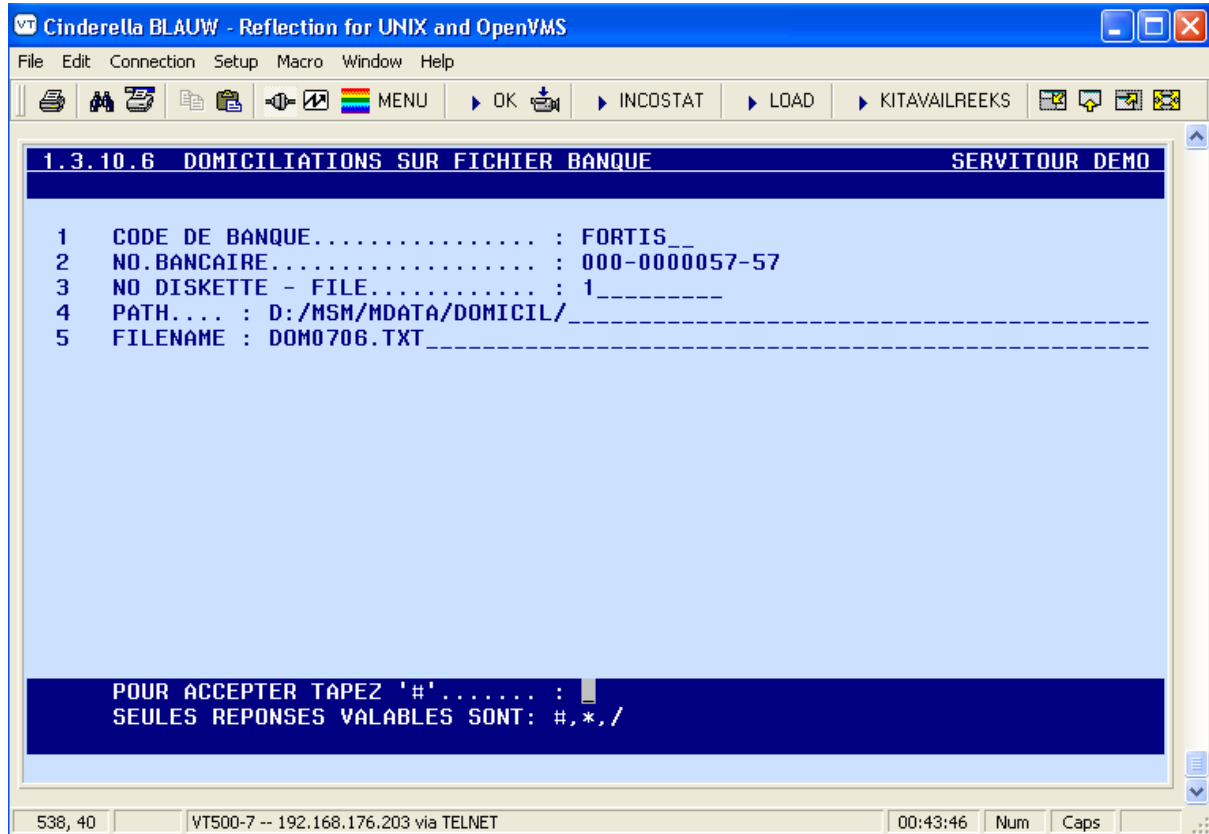 VT Cinderella BLAUW - Reflection for UNIX and OpenVMS
File Edit Connection Setup Macro Window Help
MENU OK INCOSTAT LOAD KITAVAILREEKS
1.3.10.6 DOMICILIATIONS SUR FICHIER BANQUE SERVITOUR DEMO
1 CODE DE BANQUE................ : FORTIS__
2 NO.BANCAIRE................... : 000-0000057-57
3 NO DISKETTE - FILE............ : 1_________
4 PATH.... : D:/MSM/MDATA/DOMICIL/_________________________________________
5 FILENAME : DOM0706.TXT___________________________________________________
POUR ACCEPTER TAPEZ '#'....... : _
SEULES REPONSES VALABLES SONT: #,*,/
538, 40 VT500-7 -- 192.168.176.203 via TELNET 00:43:46 Num Caps